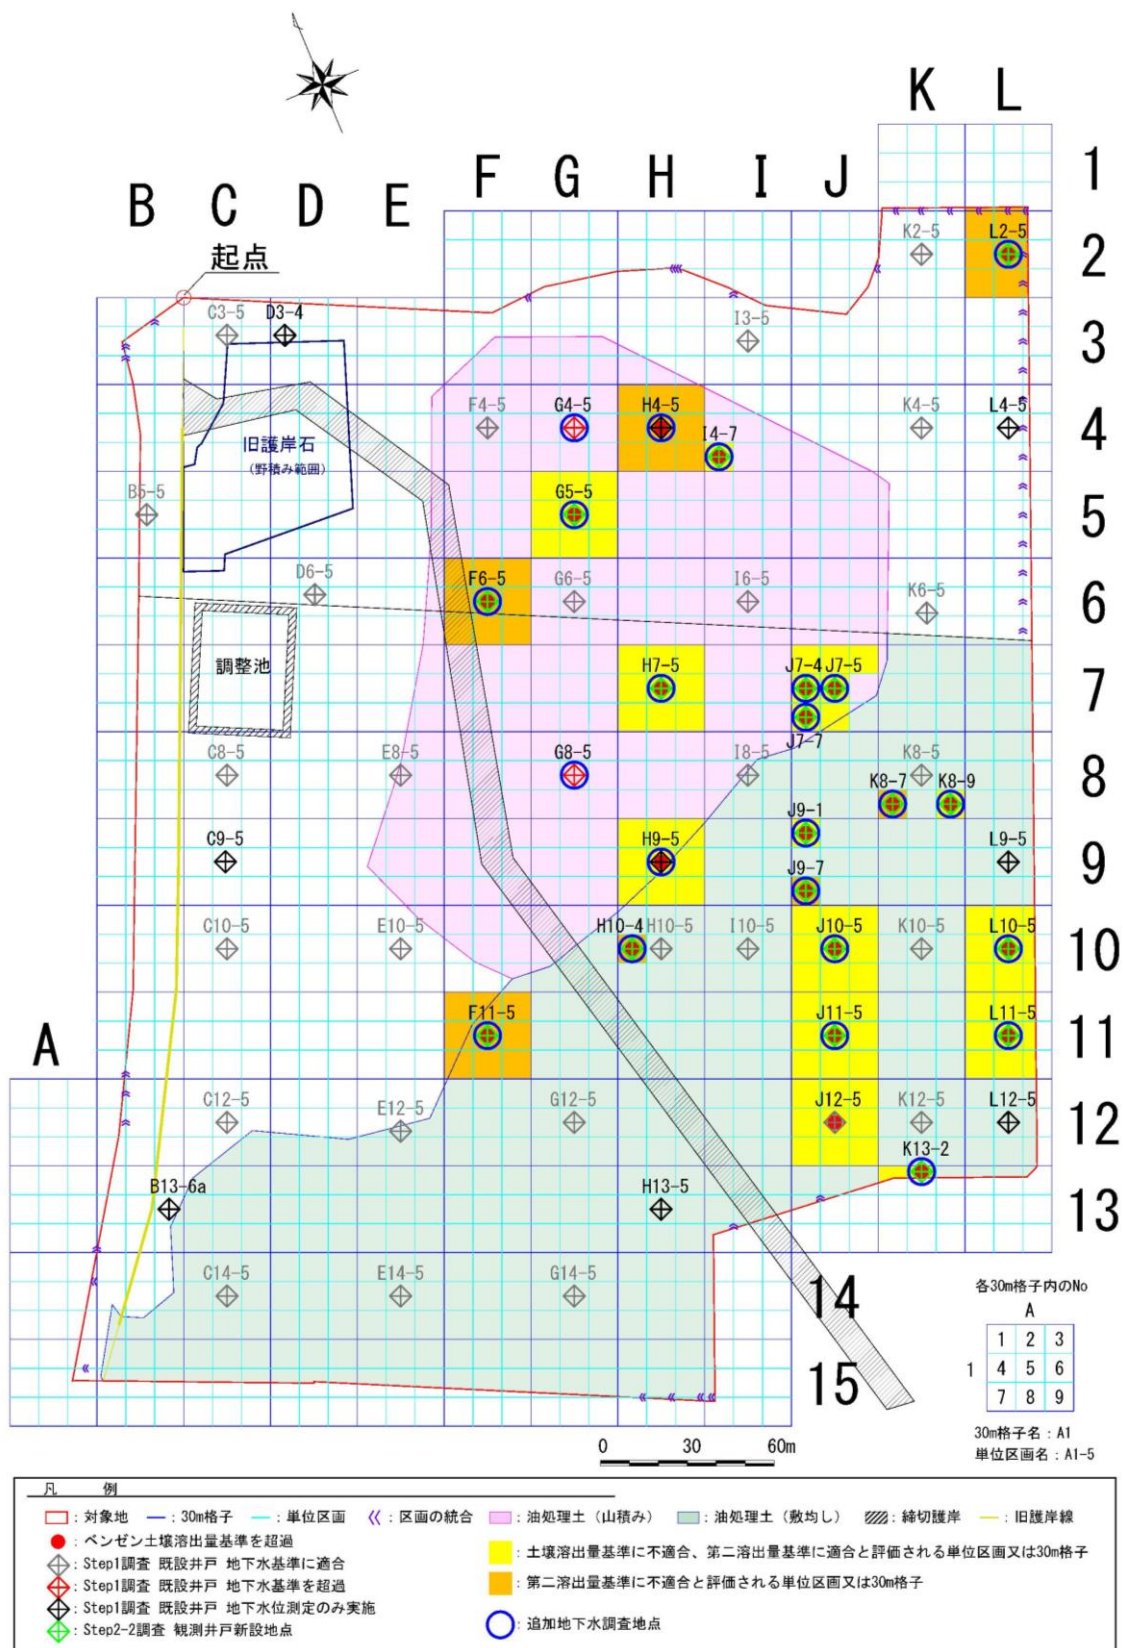 K L
1
F G H I J
B C D E
K2-5 L2-5
2
起点
C3-5 D3-4
I3-5
3
F4-5 G4-5 H4-5 K4-5 L4-5
4
I4-7
旧護岸石
(野積み範囲)
B5-5 G5-5
5
D6-5 F6-5 G6-5 I6-5 K6-5
6
調整池
H7-5 J7-4 J7-5
7
J7-7
C8-5 E8-5 G8-5 I8-5 K8-5
8
K8-7 K8-9
J9-1
C9-5 H9-5 L9-5
9
J9-7
C10-5 E10-5 H10-4 H10-5 I10-5 J10-5 K10-5 L10-5
10
F11-5 J11-5 L11-5
11
A
C12-5 E12-5 G12-5 J12-5 K12-5 L12-5
12
K13-2
B13-6a H13-5
13
C14-5 E14-5 G14-5
14
15
各30m格子内のNo
A
1 2 3
1 4 5 6
7 8 9
30m格子名：A1
単位区画名：A1-5
0 30 60m
凡 例
：対象地 ：30m格子 ：単位区画 ：区画の統合 ：油処理土（山積み） ：油処理土（敷均し） ：締切護岸 ：旧護岸線
：ベンゼン土壌溶出量基準を超過
：Step1調査 既設井戸 地下水基準に適合
：Step1調査 既設井戸 地下水基準を超過
：Step1調査 既設井戸 地下水位測定のみ実施
：Step2-2調査 観測井戸新設地点
：土壌溶出量基準に不適合、第二溶出量基準に適合と評価される単位区画又は30m格子
：第二溶出量基準に不適合と評価される単位区画又は30m格子
：追加地下水調査地点